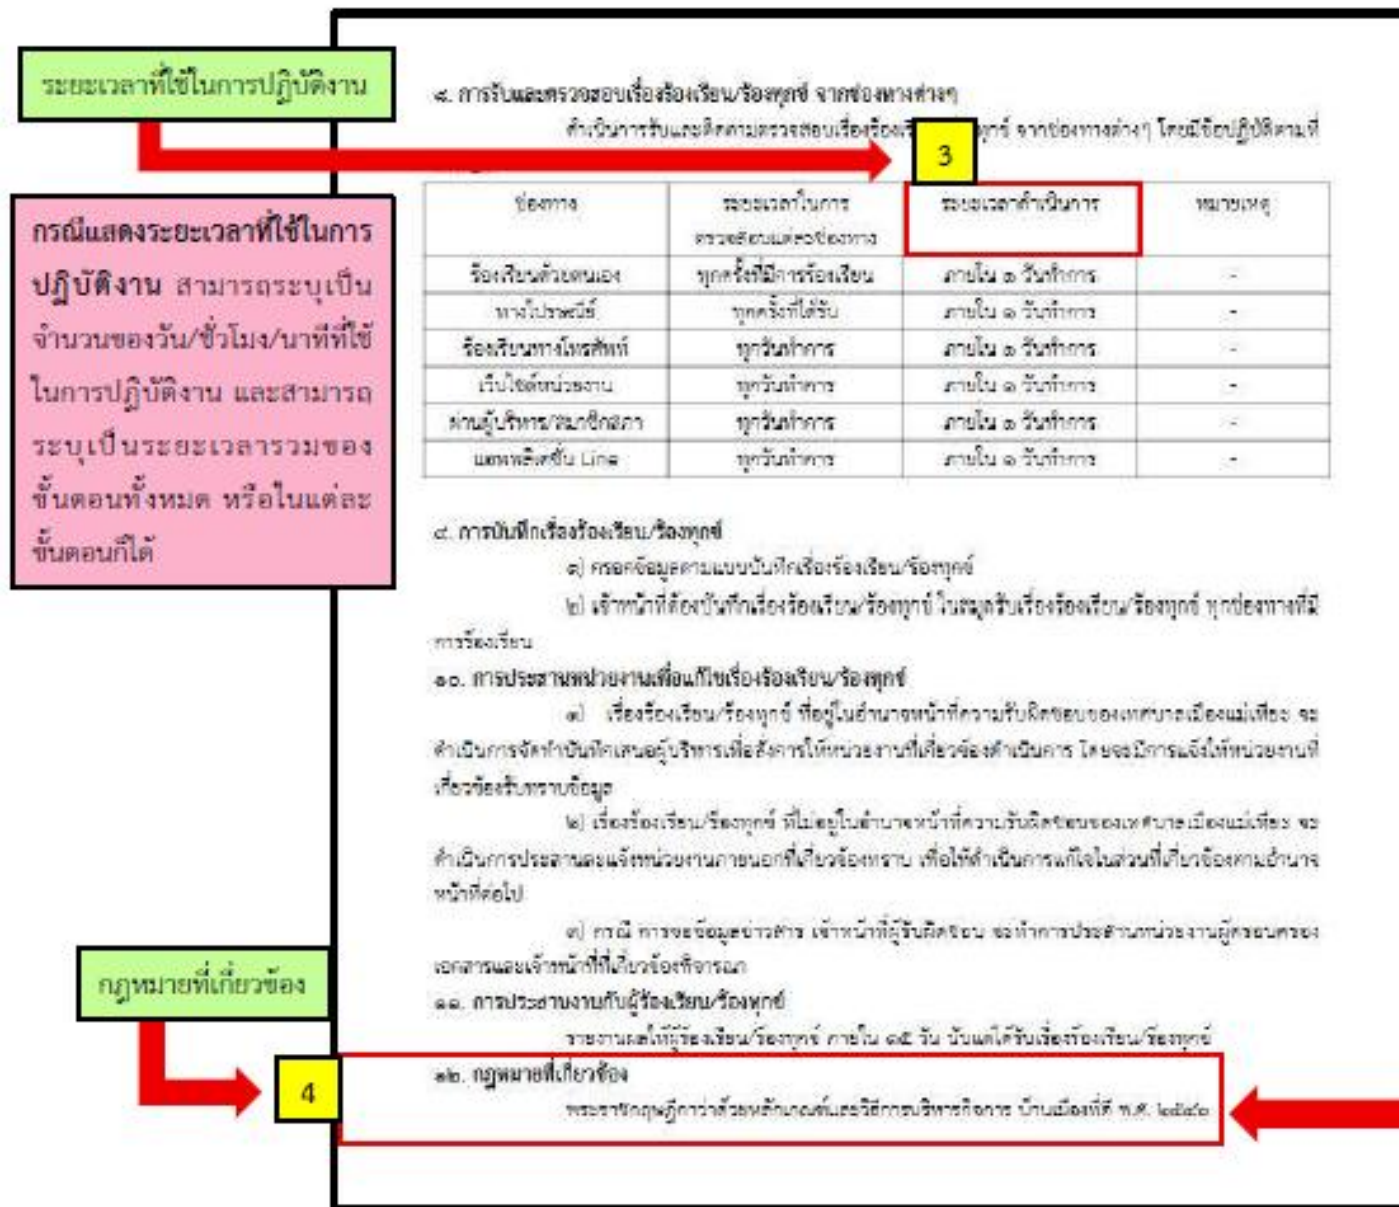 ระยะเวลาที่ใช้ในการปฏิบัติงาน
๘. การรับและตรวจสอบเรื่องร้องเรียน/ร้องทุกข์ จากช่องทางต่างๆ
ดำเนินการรับและติดตามตรวจสอบเรื่องร้องเรี ทุกข์ จากช่องทางต่างๆ โดยมีข้อปฏิบัติตามที่
3
กรณีแสดงระยะเวลาที่ใช้ในการ
ปฏิบัติงาน สามารถระบุเป็น
จำนวนของวัน/ชั่วโมง/นาทีที่ใช้
ในการปฏิบัติงาน และสามารถ
ระบุเป็นระยะเวลารวมของ
ขั้นตอนทั้งหมด หรือในแต่ละ
ขั้นตอนก็ได้
ช่องทาง ระยะเวลาในการ ระยะเวลาดำเนินการ หมายเหตุ
ตรวจสอบแต่ละช่องทาง
ร้องเรียนด้วยตนเอง ทุกครั้งที่มีการร้องเรียน ภายใน ๑ วันทำการ -
ทางไปรษณีย์ ทุกครั้งที่ได้รับ ภายใน ๑ วันทำการ -
ร้องเรียนทางโทรศัพท์ ทุกวันทำการ ภายใน ๑ วันทำการ -
เว็บไซต์หน่วยงาน ทุกวันทำการ ภายใน ๑ วันทำการ -
ผ่านผู้บริหาร/สมาชิกสภา ทุกวันทำการ ภายใน ๑ วันทำการ -
แอพพลิเคชั่น Line ทุกวันทำการ ภายใน ๑ วันทำการ -
๙. การบันทึกเรื่องร้องเรียน/ร้องทุกข์
๑) กรอกข้อมูลตามแบบบันทึกเรื่องร้องเรียน/ร้องทุกข์
๒) เจ้าหน้าที่ต้องบันทึกเรื่องร้องเรียน/ร้องทุกข์ ในสมุดรับเรื่องร้องเรียน/ร้องทุกข์ ทุกช่องทางที่มี
การร้องเรียน
๑๐. การประสานหน่วยงานเพื่อแก้ไขเรื่องร้องเรียน/ร้องทุกข์
๑) เรื่องร้องเรียน/ร้องทุกข์ ที่อยู่ในอำนาจหน้าที่ความรับผิดชอบของเทศบาลเมืองแม่เหียะ จะ
ดำเนินการจัดทำบันทึกเสนอผู้บริหารเพื่อสั่งการให้หน่วยงานที่เกี่ยวข้องดำเนินการ โดยจะมีการแจ้งให้หน่วยงานที่
เกี่ยวข้องรับทราบข้อมูล
๒) เรื่องร้องเรียน/ร้องทุกข์ ที่ไม่อยู่ในอำนาจหน้าที่ความรับผิดชอบของเทศบาลเมืองแม่เหียะ จะ
ดำเนินการประสานและแจ้งหน่วยงานภายนอกที่เกี่ยวข้องทราบ เพื่อให้ดำเนินการแก้ไขในส่วนที่เกี่ยวข้องตามอำนาจ
หน้าที่ต่อไป
๓) กรณี การขอข้อมูลข่าวสาร เจ้าหน้าที่ผู้รับผิดชอบ จะทำการประสานหน่วยงานผู้ครอบครอง
เอกสารและเจ้าหน้าที่ที่เกี่ยวข้องพิจารณา
๑๑. การประสานงานกับผู้ร้องเรียน/ร้องทุกข์
รายงานผลให้ผู้ร้องเรียน/ร้องทุกข์ ภายใน ๑๕ วัน นับแต่ได้รับเรื่องร้องเรียน/ร้องทุกข์
กฎหมายที่เกี่ยวข้อง
4
๑๒. กฎหมายที่เกี่ยวข้อง
พระราชกฤษฎีกาว่าด้วยหลักเกณฑ์และวิธีการบริหารกิจการ บ้านเมืองที่ดี พ.ศ. ๒๕๔๖